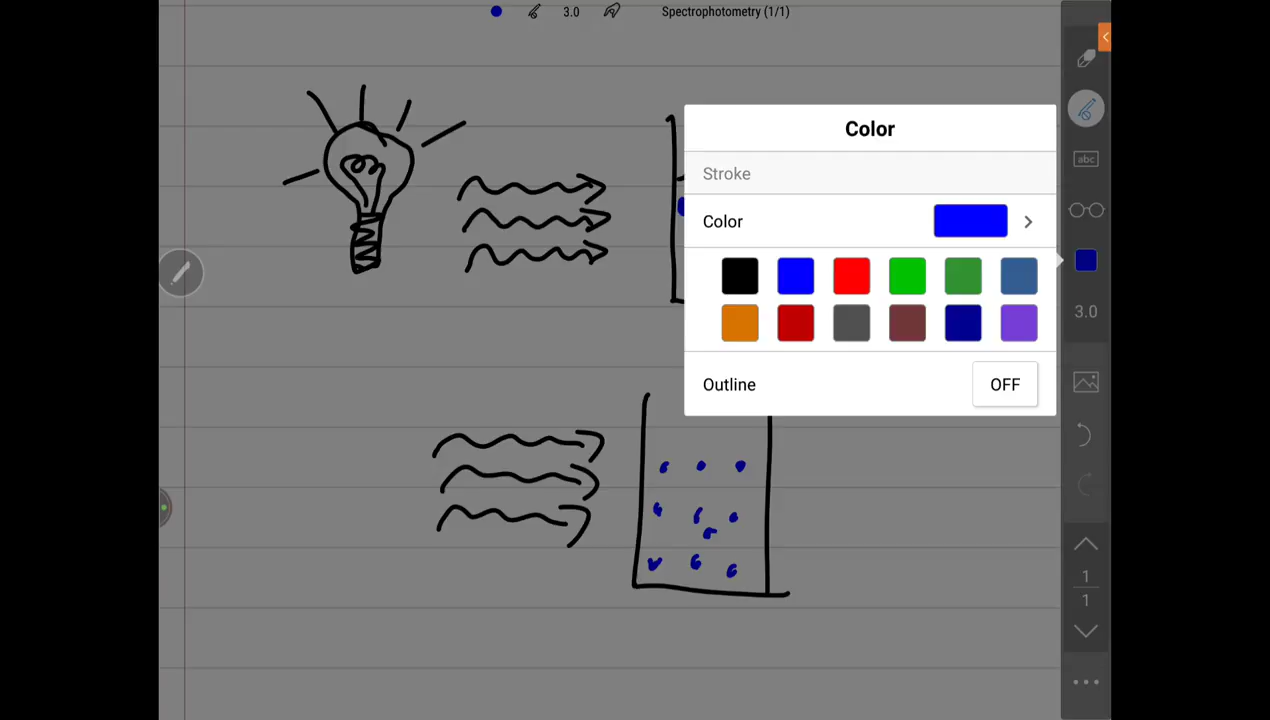 3.0 Spectrophotometry (1/1)
Color
abc
Stroke
Color
3.0
Outline OFF
1
1